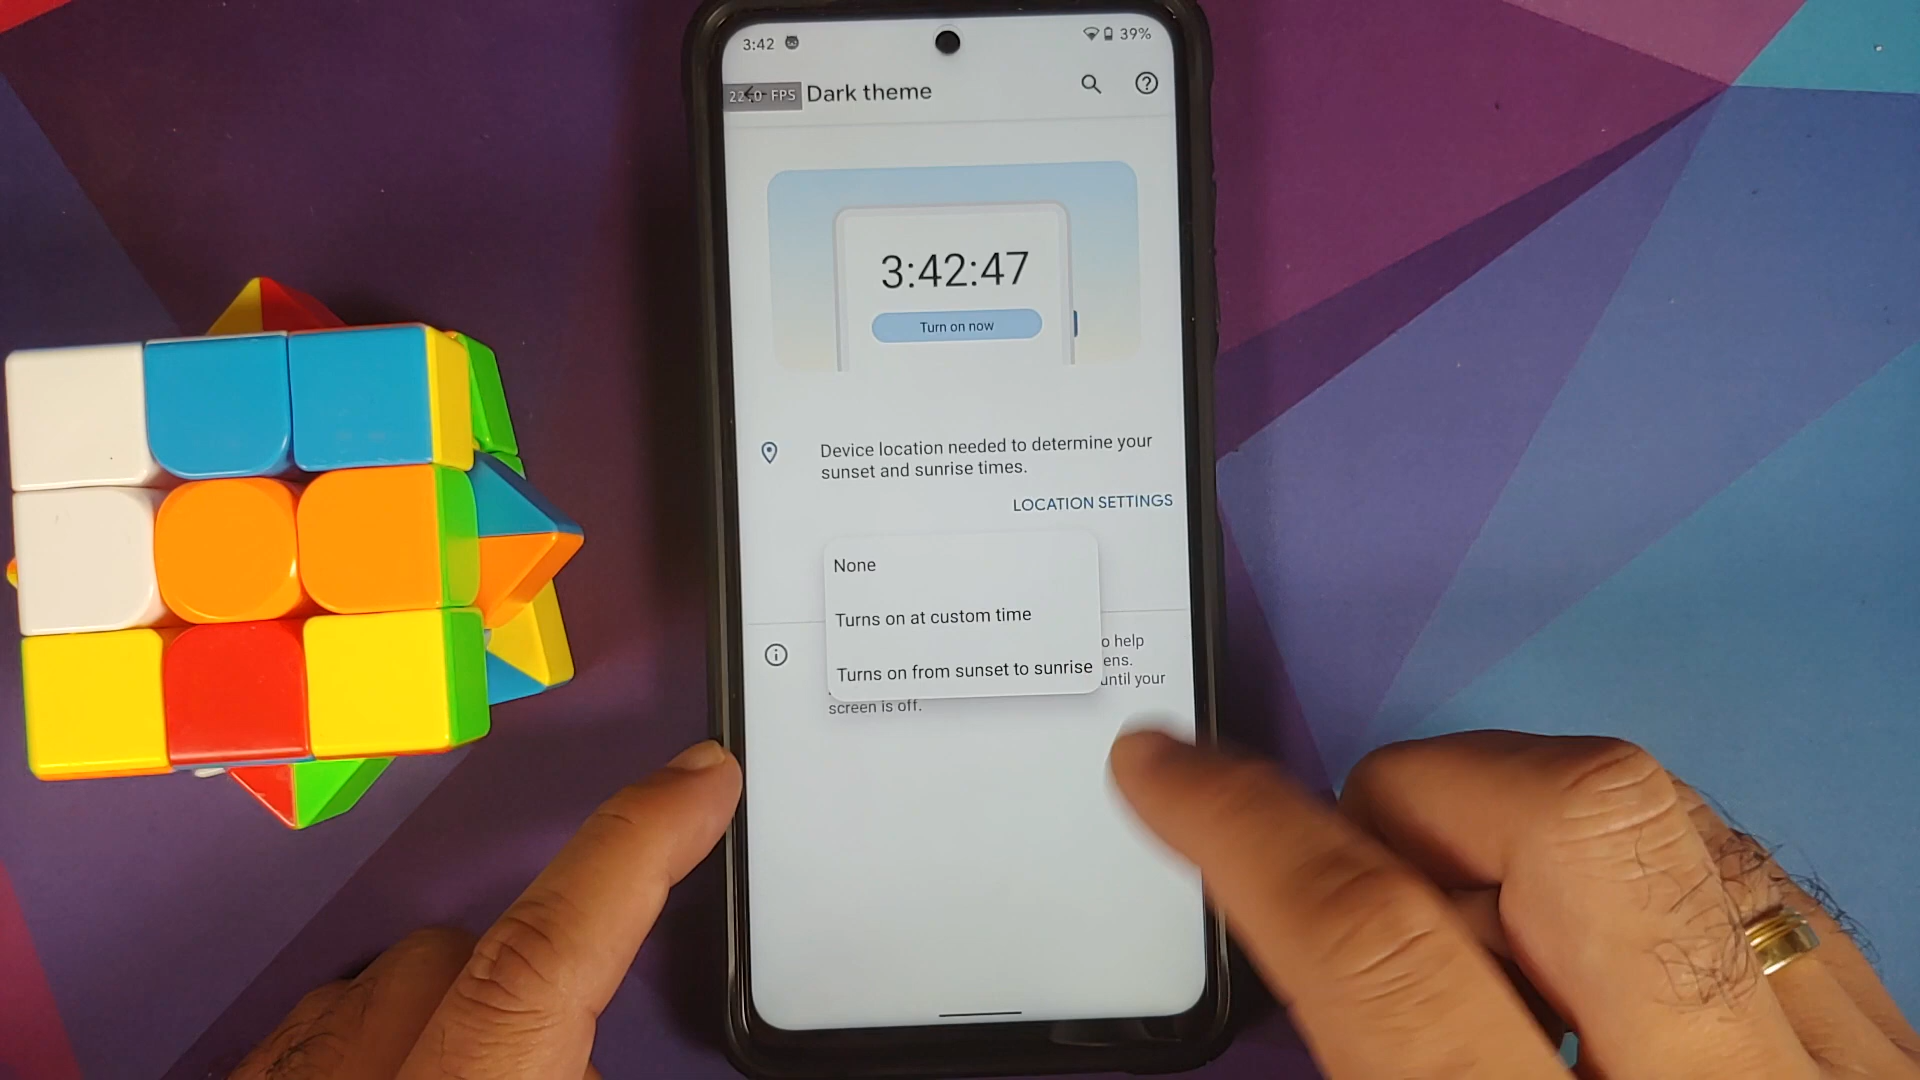 3:42
39%
FPS
Dark theme
3:42:47
Turn on now
Device location needed to determine your
sunset and sunrise times.
LOCATION SETTINGS
None
Turns on at custom time
Turns on from sunset to sunrise
o help
ens.
until your
screen is off.